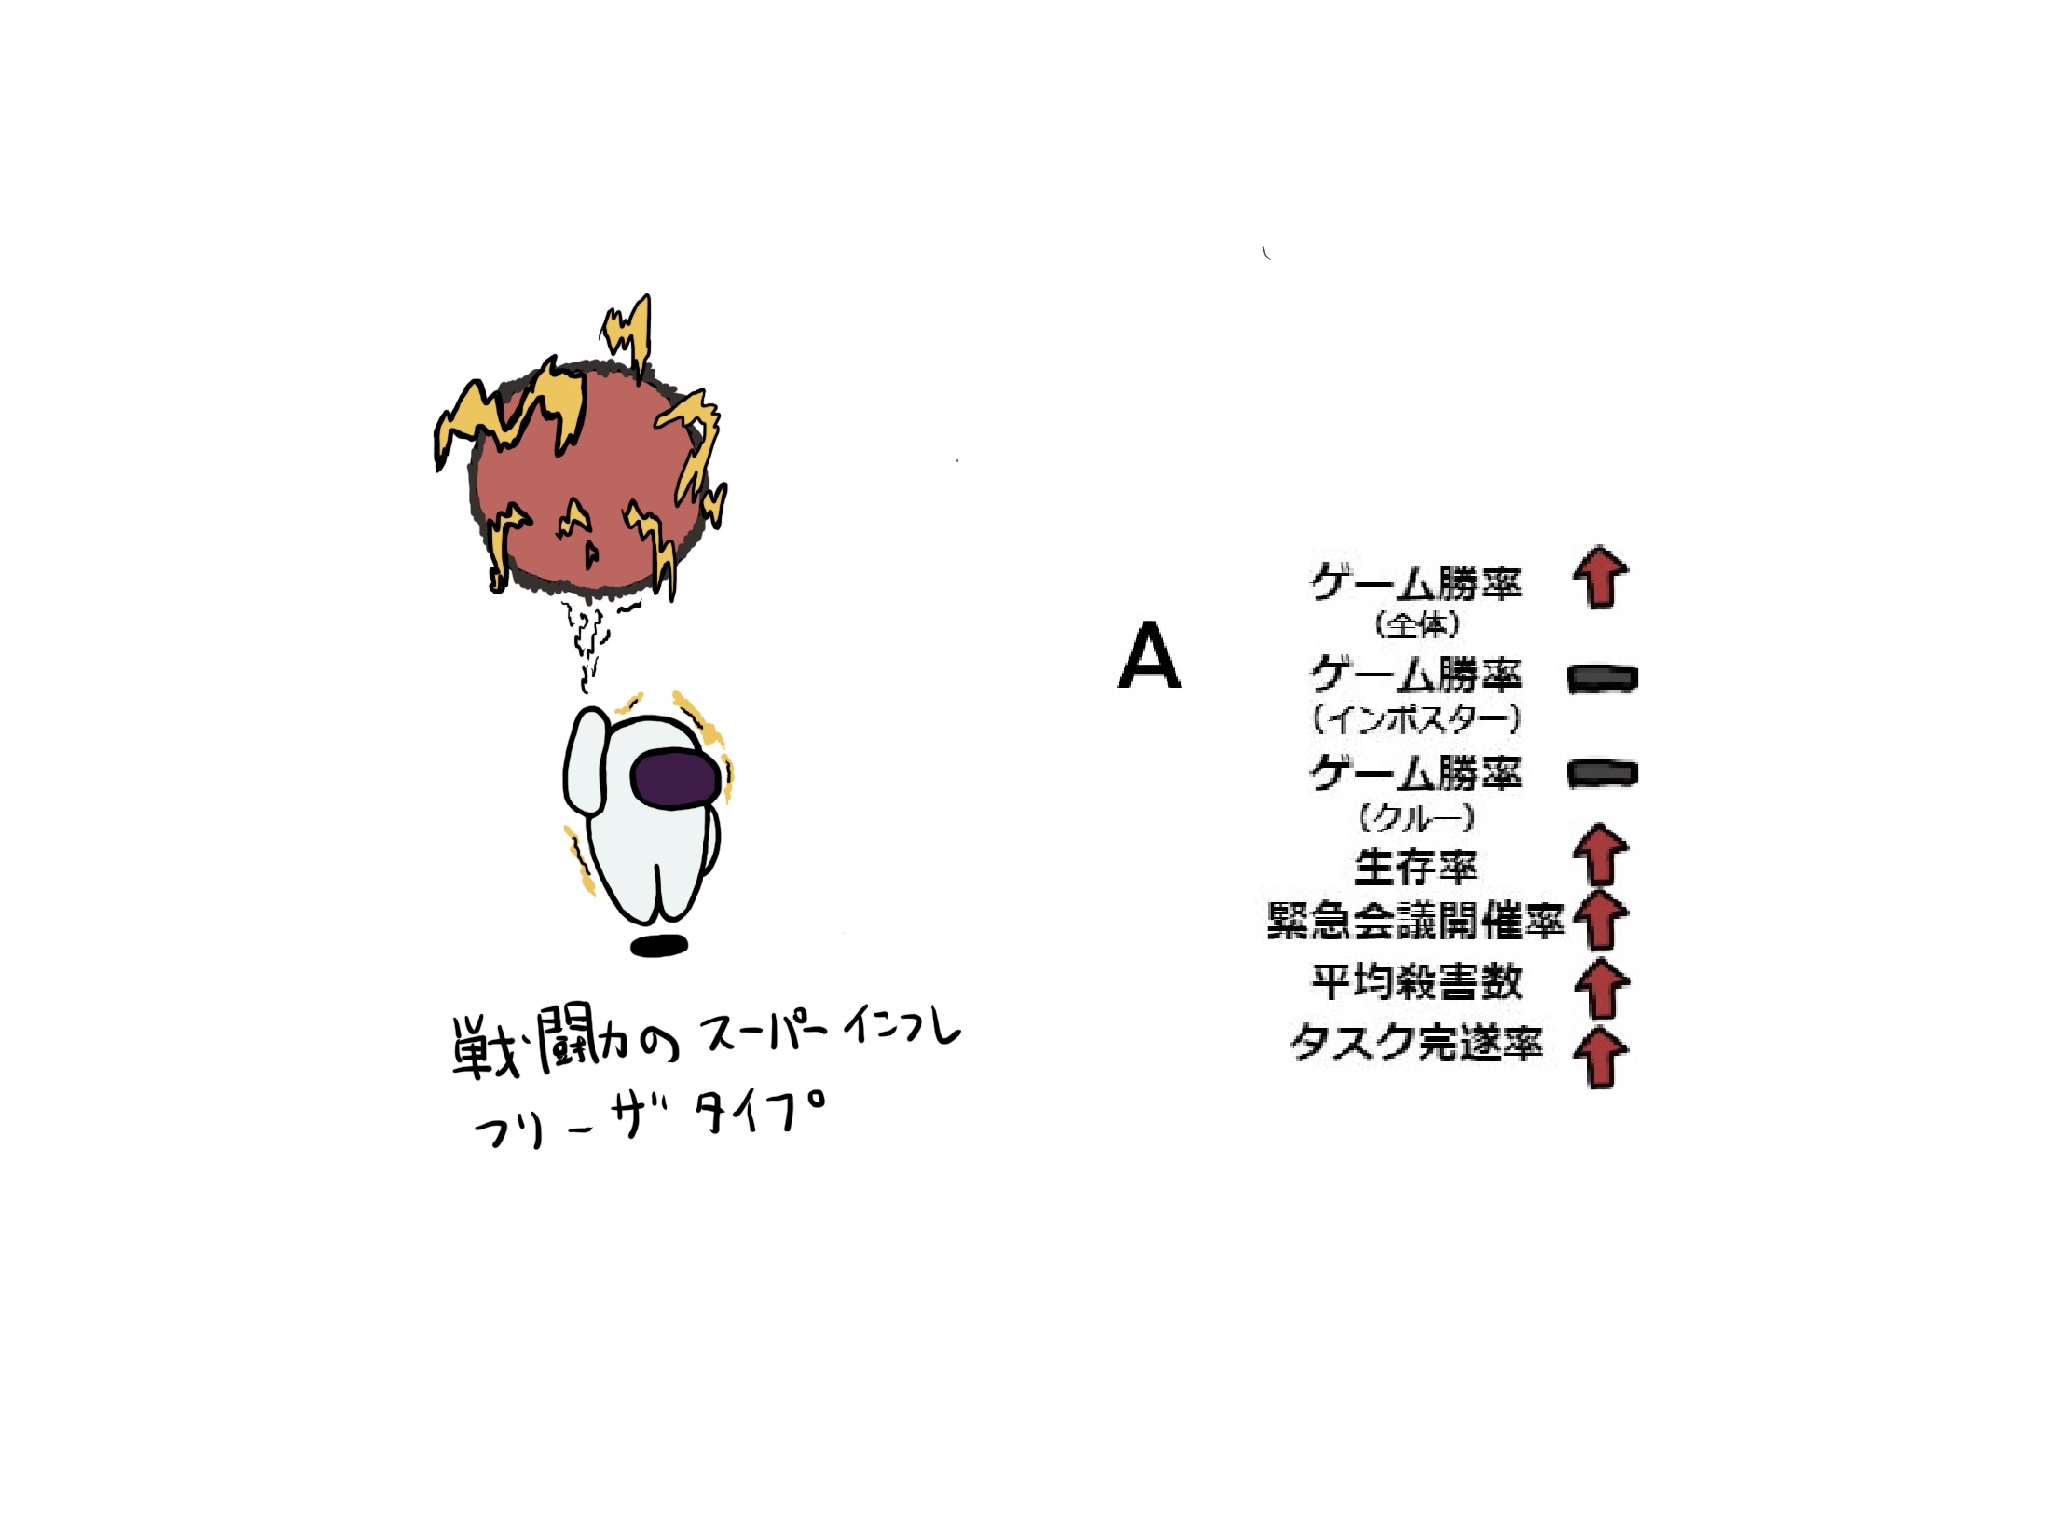 戦闘力のスーパーインフレ
フリーザタイプ
A
ゲーム勝率
(全体)
ゲーム勝率
(インポスター)
ゲーム勝率
(クルー)
生存率
緊急会議開催率
平均殺害数
タスク完遂率